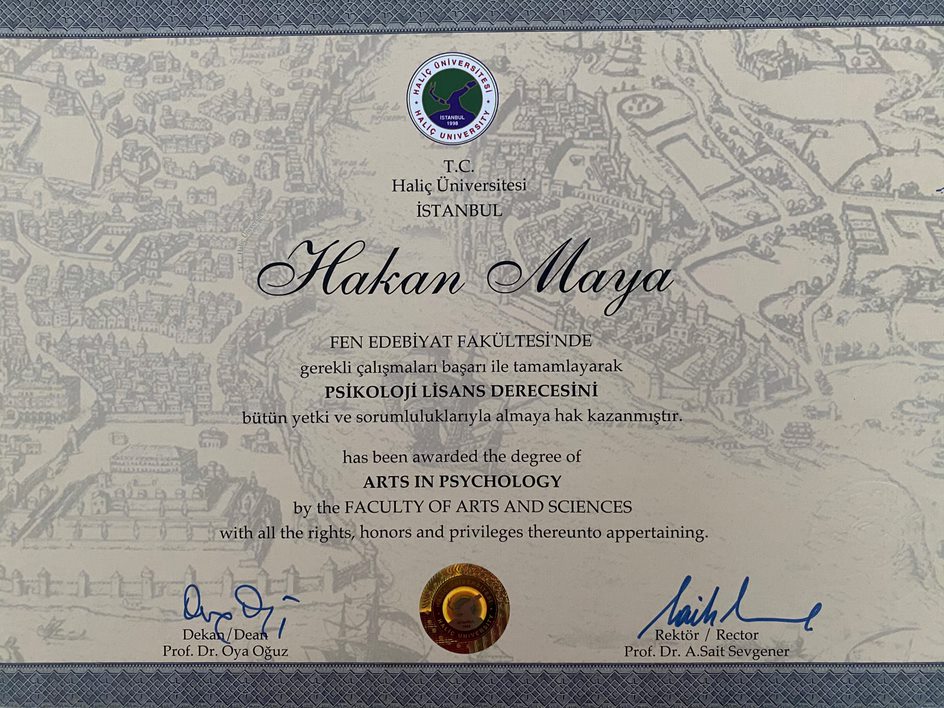 HALİÇ ÜNİVERSİTESİ
İSTANBUL
1998
HALİÇ UNIVERSITY
T.C.
Haliç Üniversitesi
İSTANBUL
Hakan Maya
FEN EDEBİYAT FAKÜLTESİ'NDE
gerekli çalışmaları başarı ile tamamlayarak
PSİKOLOJİ LİSANS DERECESİNİ
bütün yetki ve sorumluluklarıyla almaya hak kazanmıştır.
has been awarded the degree of
ARTS IN PSYCHOLOGY
by the FACULTY OF ARTS AND SCIENCES
with all the rights, honors and privileges thereunto appertaining.
Dekan/Dean
Prof. Dr. Oya Oğuz
Rektör / Rector
Prof. Dr. A.Sait Sevgener